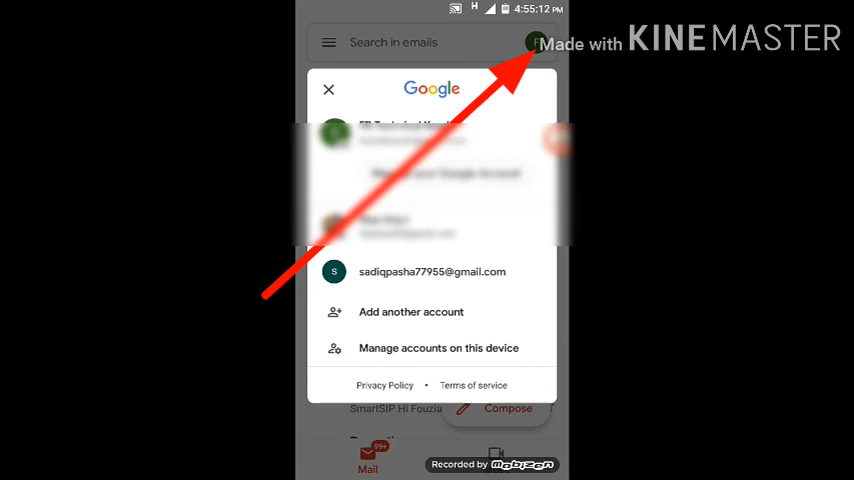 H 4:55:12 PM
Search in emails
Made with KINEMASTER
Google
sadiqpasha77955@gmail.com
S
Add another account
Manage accounts on this device
Privacy Policy • Terms of service
SmartSIP Hi Fouzia
Compose
99+
Mail
Recorded by mobizen